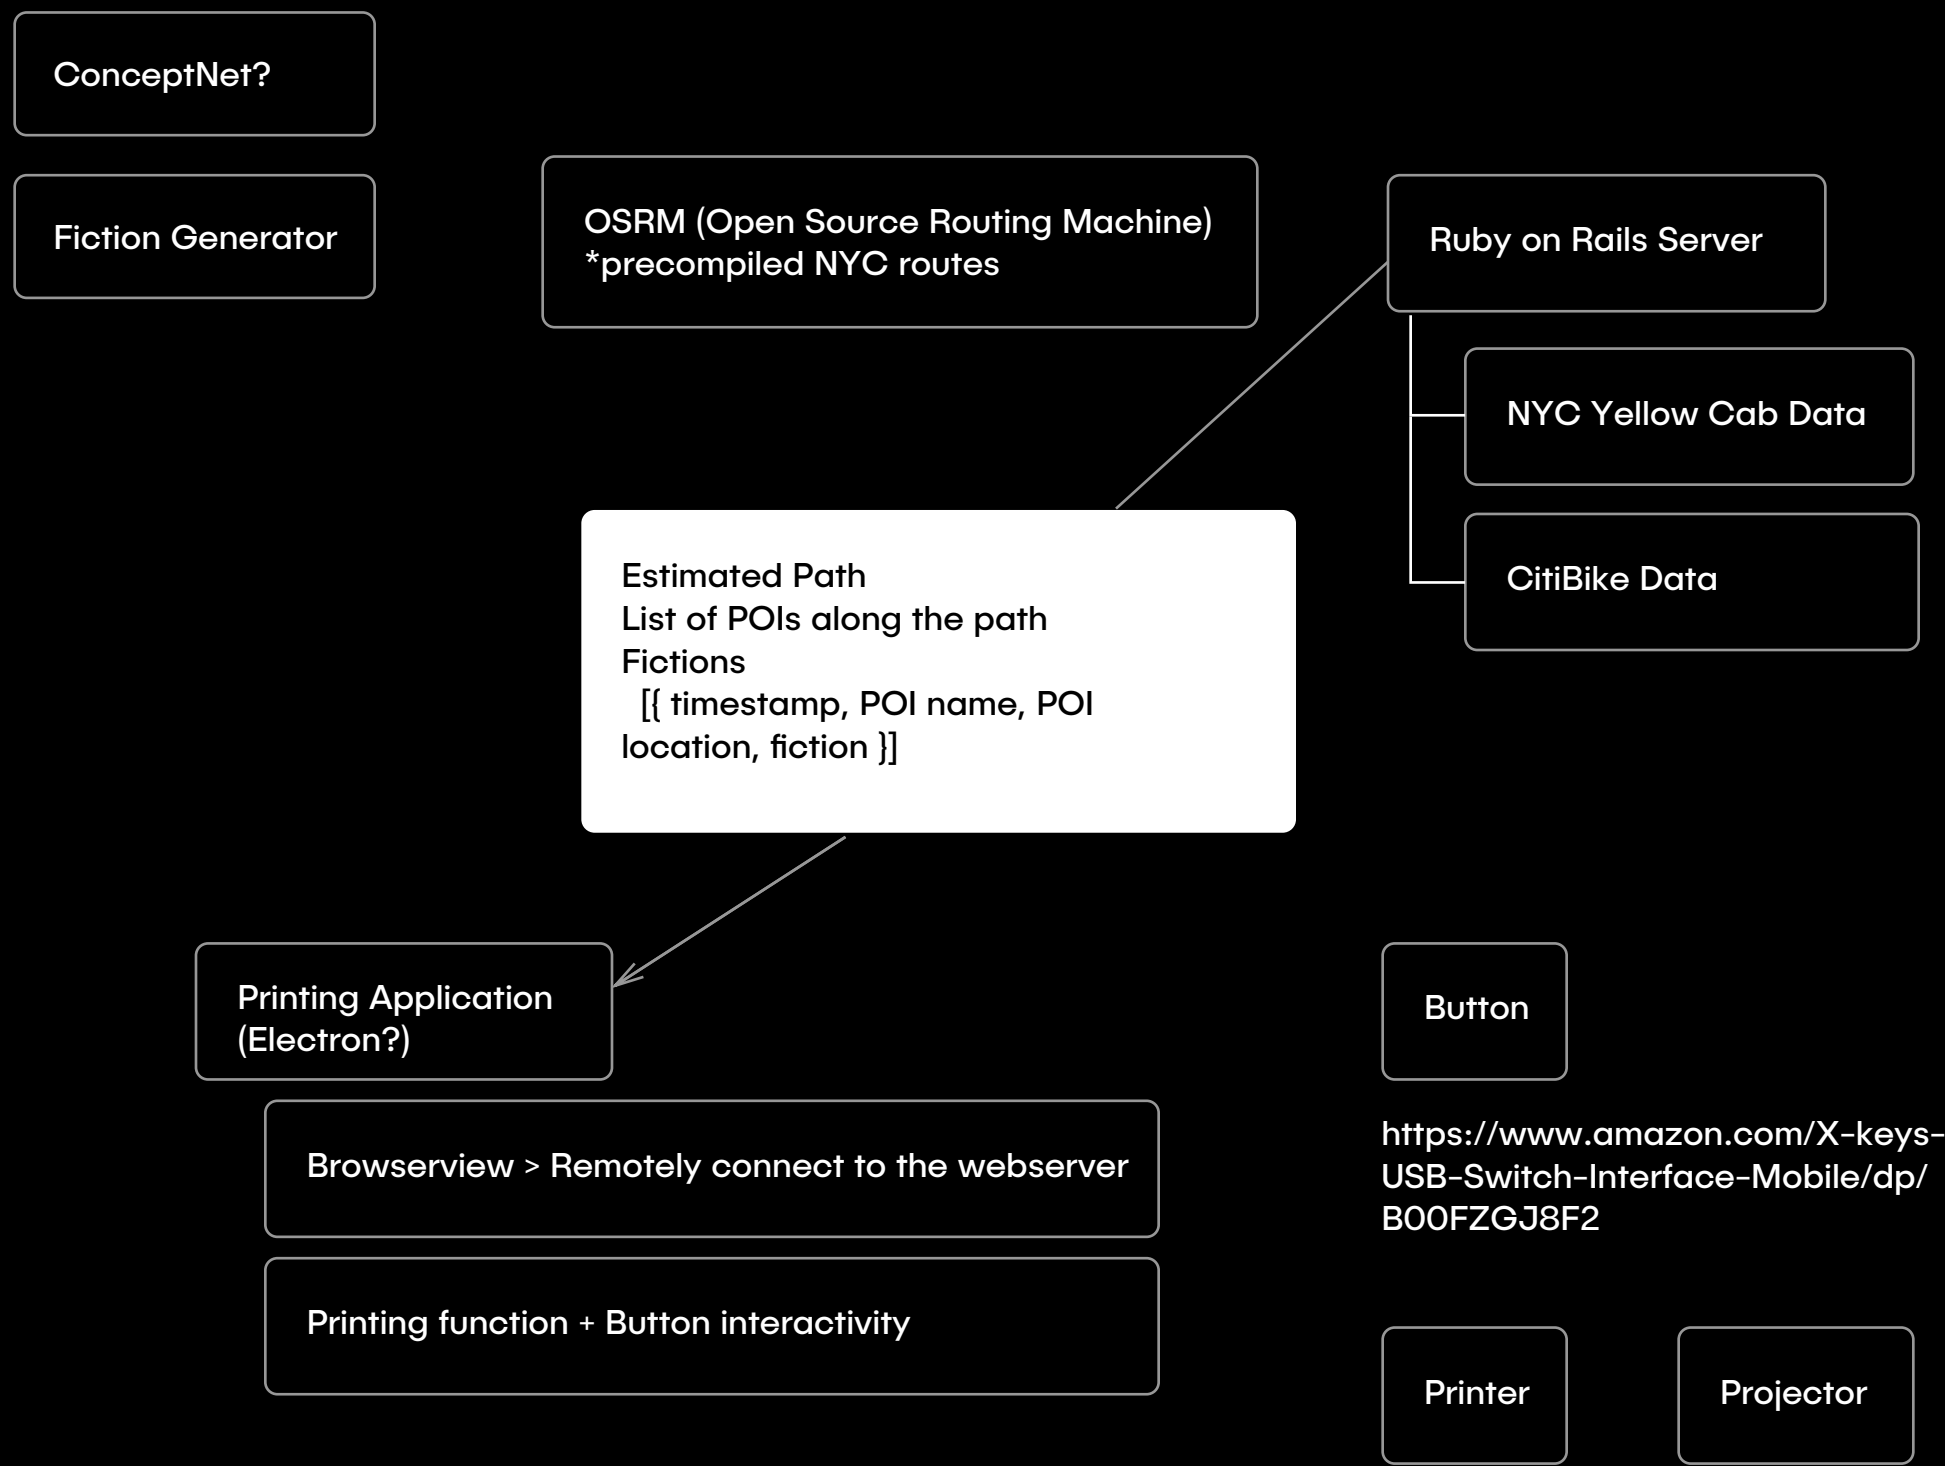 ConceptNet?
Fiction Generator
OSRM (Open Source Routing Machine)
*precompiled NYC routes
Ruby on Rails Server
NYC Yellow Cab Data
CitiBike Data
Estimated Path
List of POIs along the path
Fictions
[{ timestamp, POI name, POI
location, fiction }]
Printing Application
(Electron?)
Browserview > Remotely connect to the webserver
Printing function + Button interactivity
Button
https://www.amazon.com/X-keys-
USB-Switch-Interface-Mobile/dp/
B00FZGJ8F2
Printer
Projector